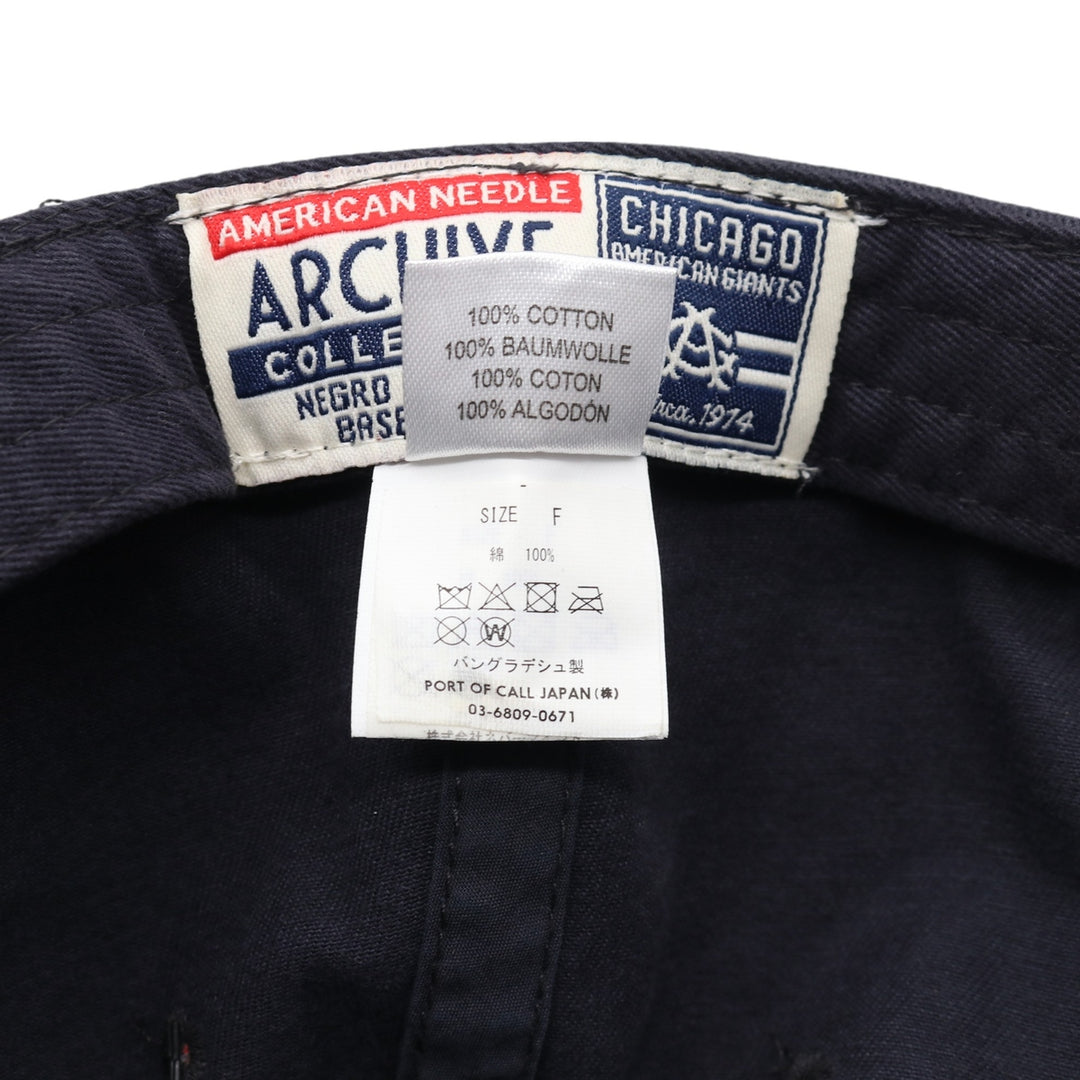 AMERICAN NEEDLE
ARCHIVE
COLLE
NEGRO
BASE
CHICAGO
AMERICAN GIANTS
CA
circa. 1914
100% COTTON
100% BAUMWOLLE
100% COTON
100% ALGODÓN
SIZE F
綿 100%
W
バングラデシュ製
PORT OF CALL JAPAN(株)
03-6809-0671